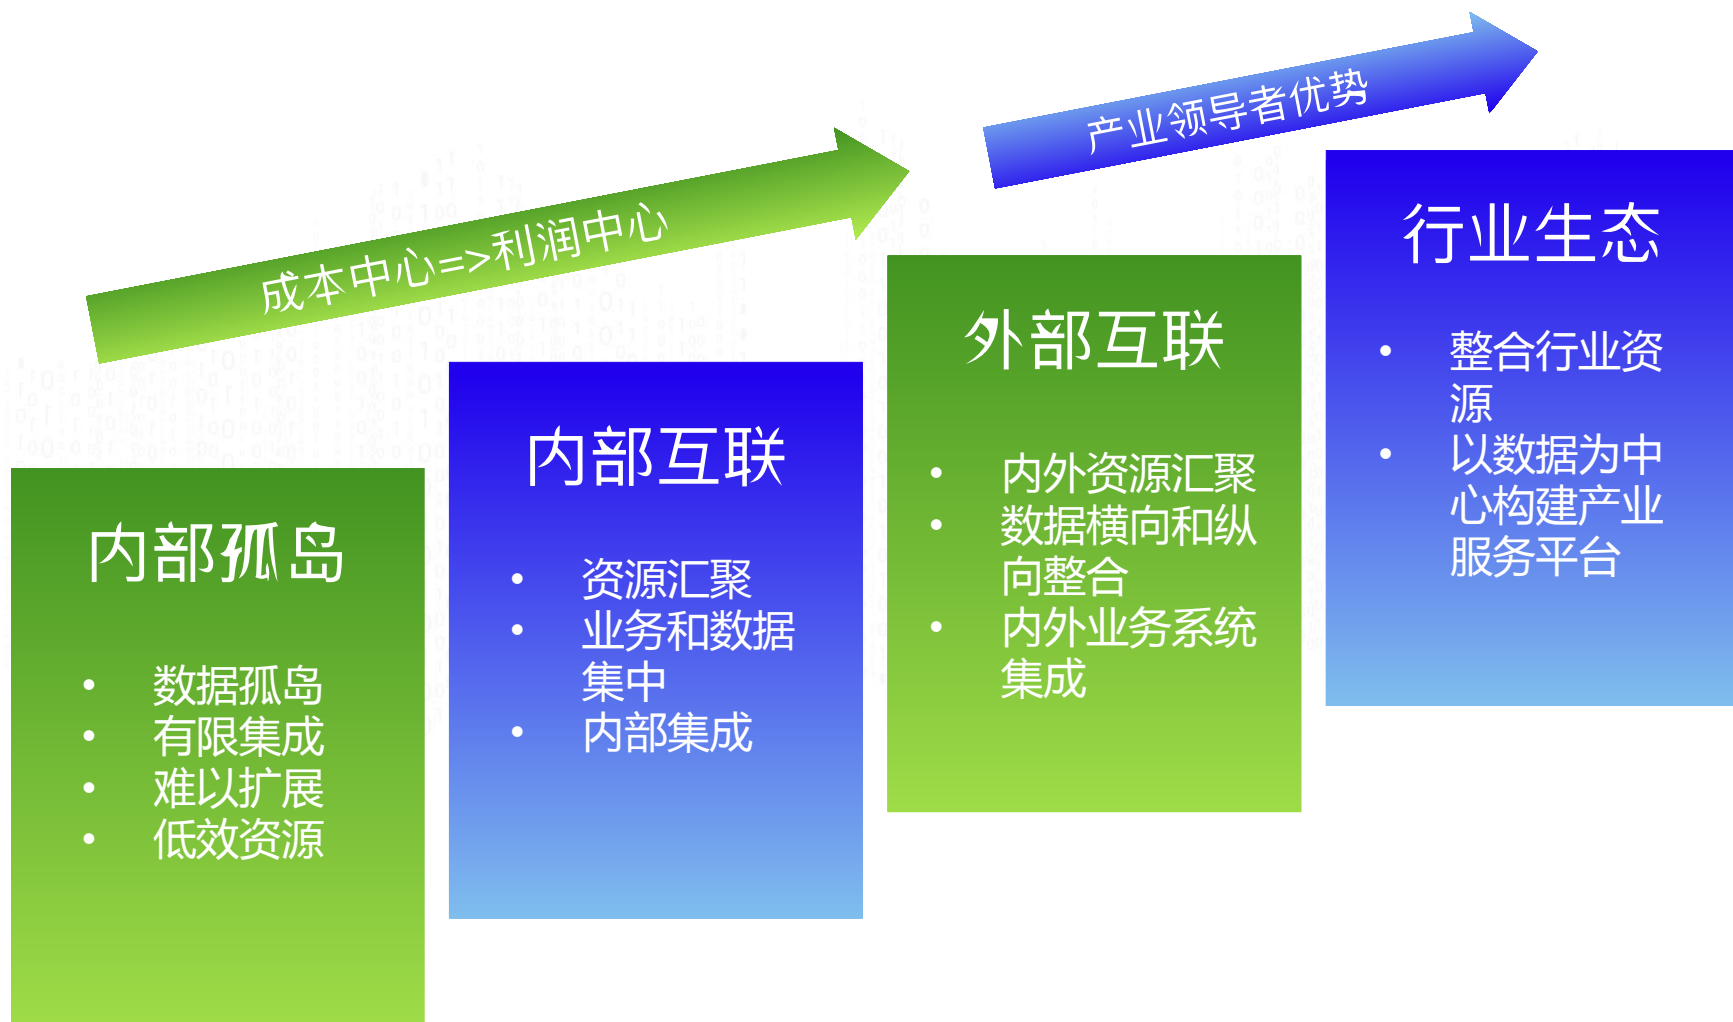 成本中心=>利润中心
产业领导者优势
内部孤岛
• 数据孤岛
• 有限集成
• 难以扩展
• 低效资源
内部互联
• 资源汇聚
• 业务和数据
集中
• 内部集成
外部互联
• 内外资源汇聚
• 数据横向和纵
向整合
• 内外业务系统
集成
行业生态
• 整合行业资
源
• 以数据为中
心构建产业
服务平台